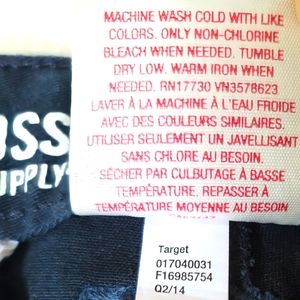 MACHINE WASH COLD WITH LIKE
COLORS. ONLY NON-CHLORINE
BLEACH WHEN NEEDED. TUMBLE
DRY LOW. WARM IRON WHEN
NEEDED. RN17730 VN3578623
LAVER À LA MACHINE À L'EAU FROIDE
AVEC DES COULEURS SIMILAIRES.
UTILISER SEULEMENT UN JAVELLISANT
SANS CHLORE AU BESOIN.
SÉCHER PAR CULBUTAGE À BASSE
TEMPÉRATURE. REPASSER À
TEMPÉRATURE MOYENNE AU BESOIN.
OSS
UPPLY
Target
017040031
F16985754
Q2/14